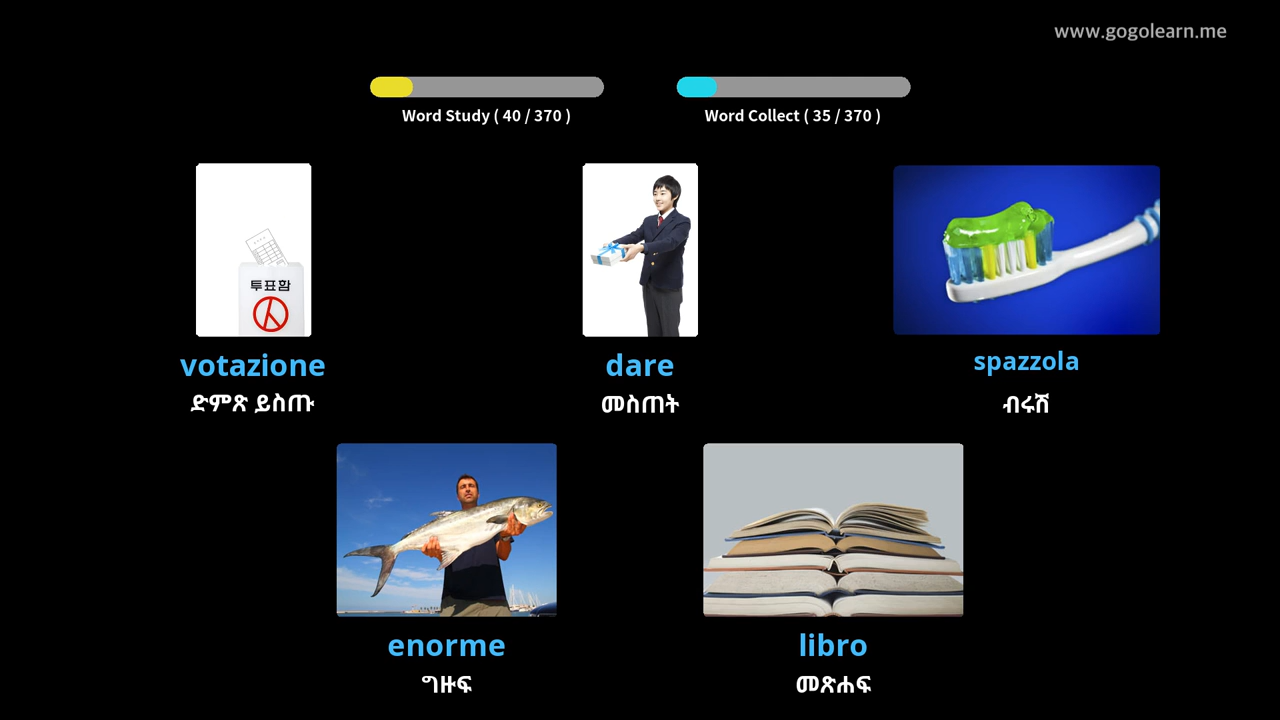 www.gogolearn.me
Word Study ( 40 / 370 )
Word Collect ( 35 / 370 )
투표함
votazione
ድምጽ ይስጡ
dare
መስጠት
spazzola
ብሩሽ
enorme
ግዙፍ
libro
መጽሐፍ